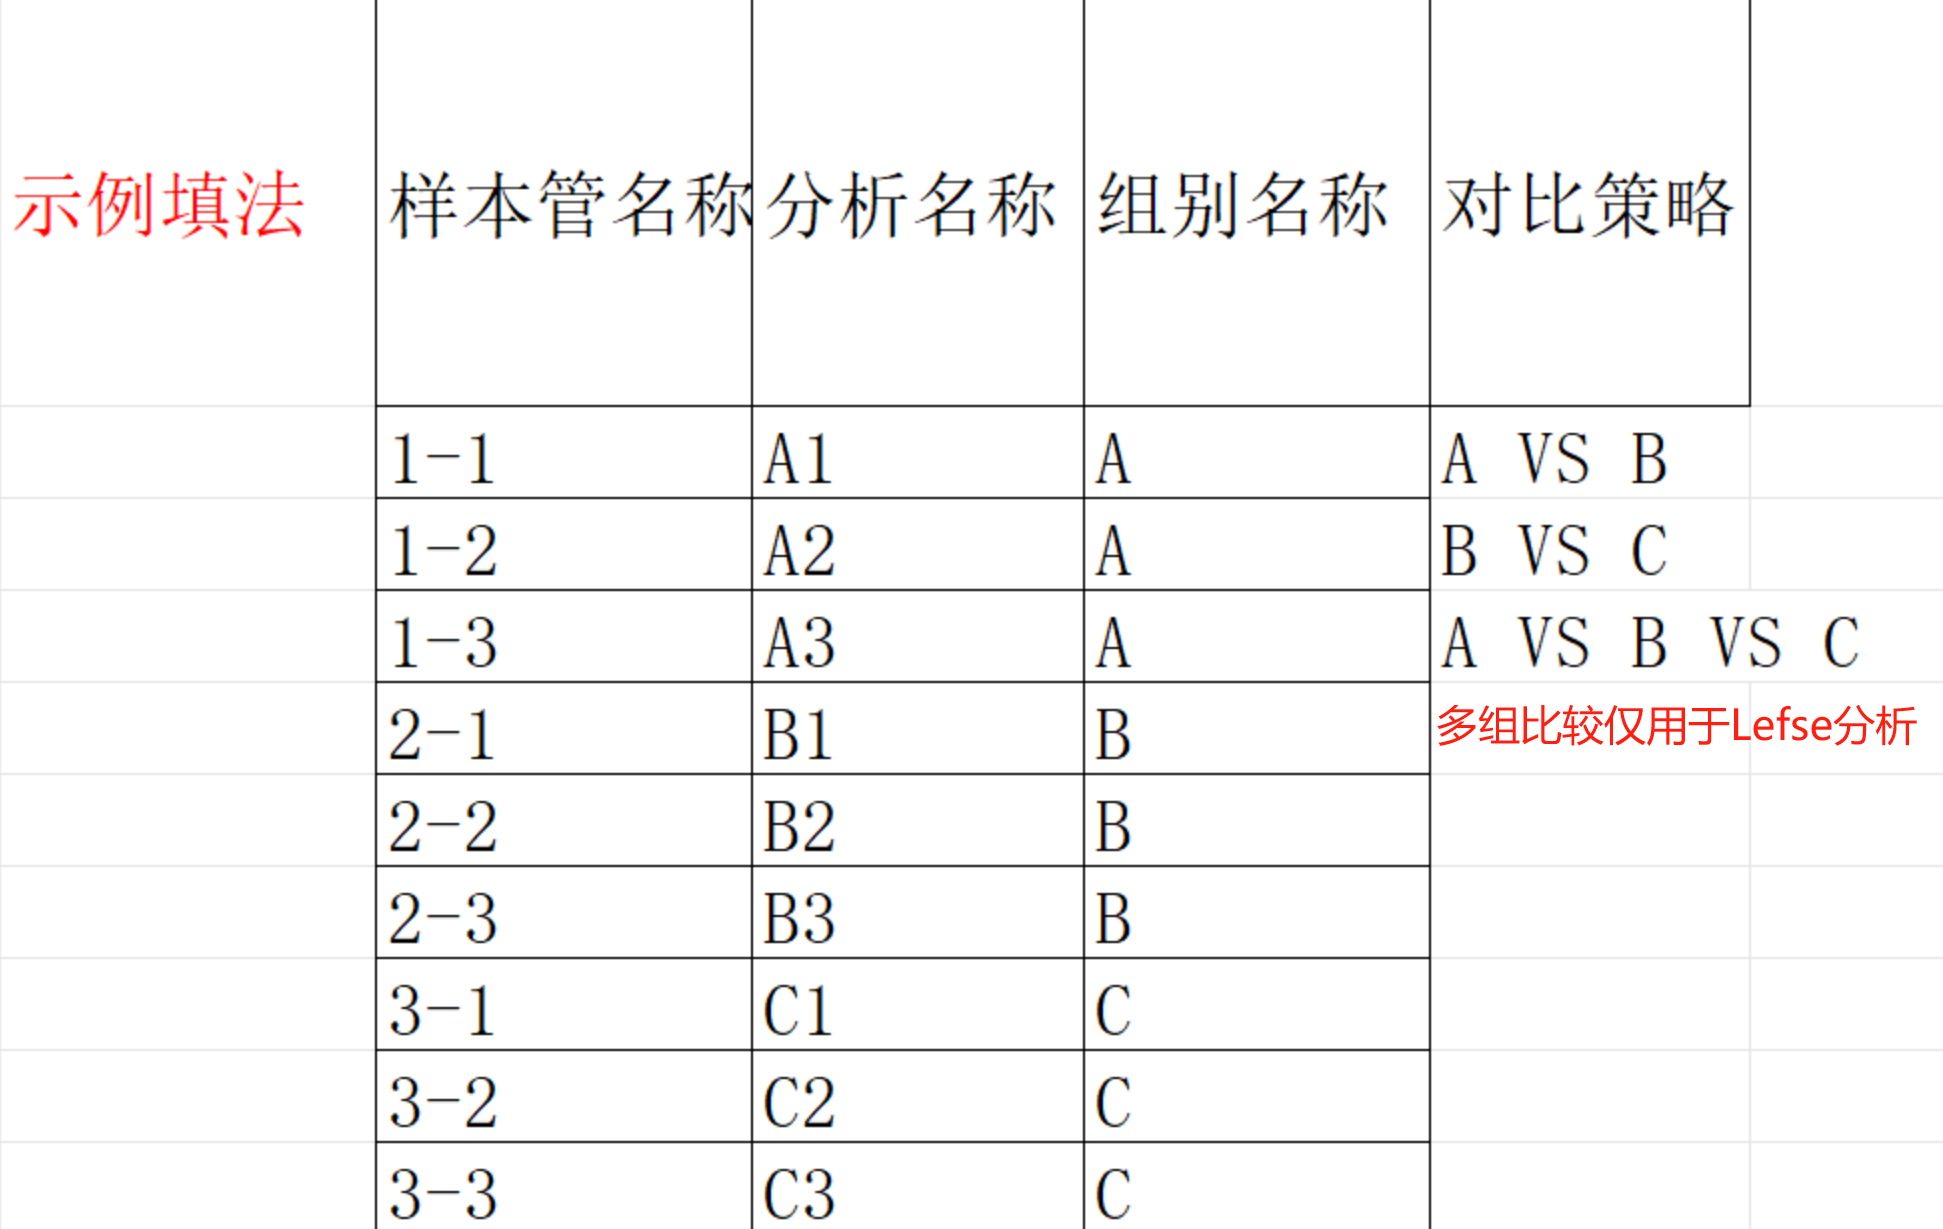 示例填法 样本管名称 分析名称 组别名称 对比策略
1-1 A1 A A VS B
1-2 A2 A B VS C
1-3 A3 A A VS B VS C
2-1 B1 B 多组比较仅用于Lefse分析
2-2 B2 B
2-3 B3 B
3-1 C1 C
3-2 C2 C
3-3 C3 C